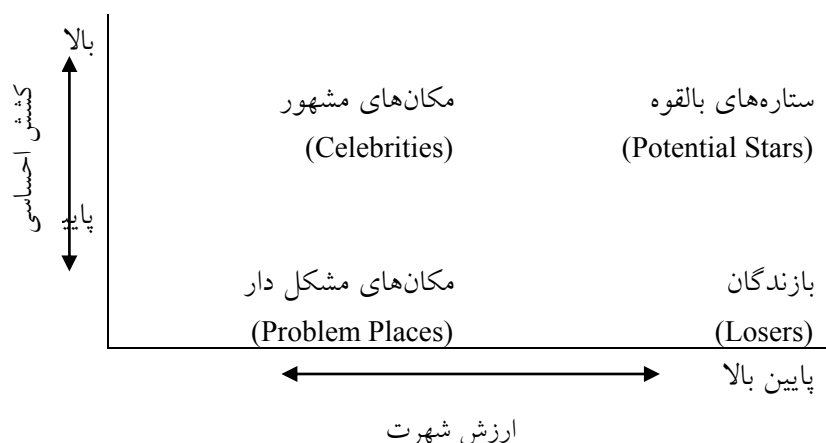 بالا
ستاره‌های بالقوه
(Potential Stars)
مکان‌های مشهور
(Celebrities)
کشش احساسی
بازندگان
(Losers)
مکان‌های مشکل دار
(Problem Places)
پایین بالا
ارزش شهرت